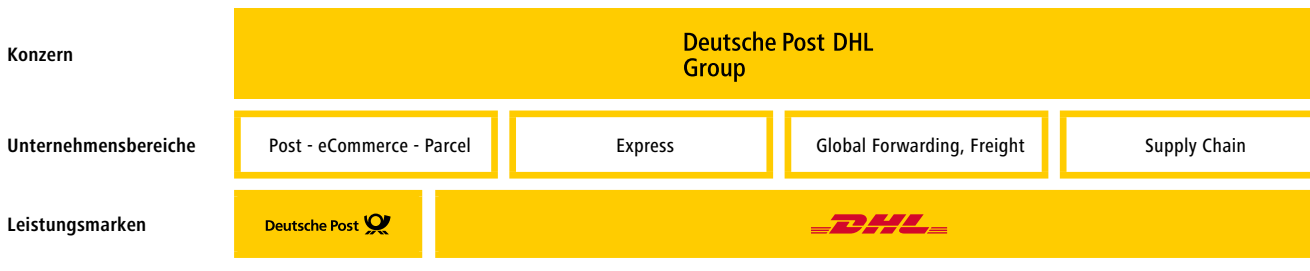 Konzern
Deutsche Post DHL
Group
Unternehmensbereiche
Post - eCommerce - Parcel
Express
Global Forwarding, Freight
Supply Chain
Leistungsmarken
Deutsche Post
DHL